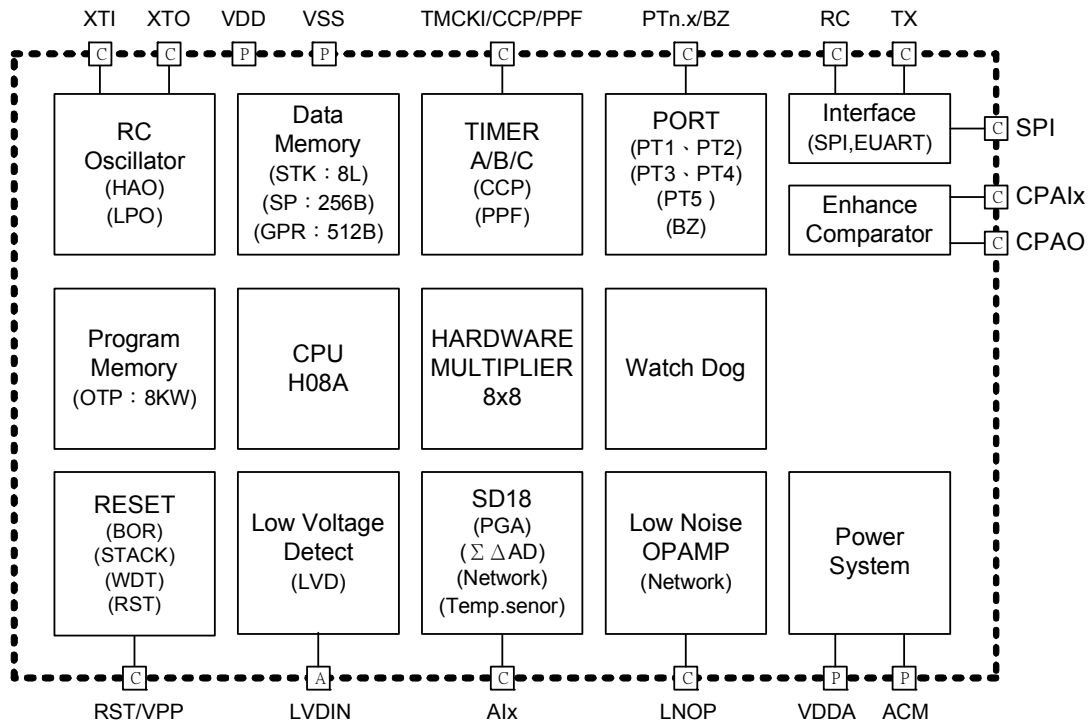 XTI XTO VDD VSS TMCKI/CCP/PPF PTn.x/BZ RC TX
C C P P C C C C
RC
Oscillator
(HAO)
(LPO)
Data
Memory
(STK：8L)
(SP：256B)
(GPR：512B)
TIMER
A/B/C
(CCP)
(PPF)
PORT
(PT1、PT2)
(PT3、PT4)
(PT5 )
(BZ)
Interface
(SPI,EUART)
C SPI
Enhance
Comparator
C CPAIx
C CPAO
Program
Memory
(OTP：8KW)
CPU
H08A
HARDWARE
MULTIPLIER
8x8
Watch Dog
RESET
(BOR)
(STACK)
(WDT)
(RST)
Low Voltage
Detect
(LVD)
SD18
(PGA)
(ΣΔAD)
(Network)
(Temp.senor)
Low Noise
OPAMP
(Network)
Power
System
C A C C P P
RST/VPP LVDIN AIx LNOP VDDA ACM